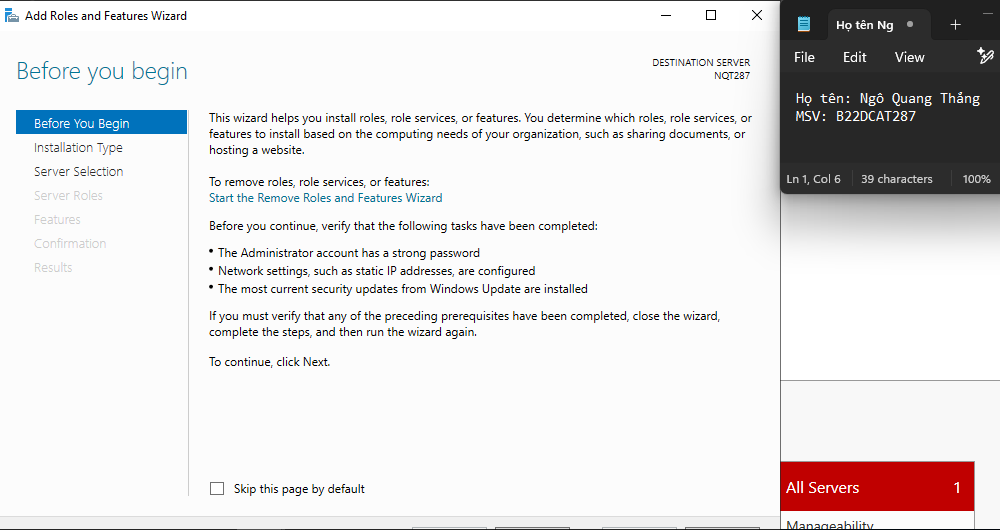 Add Roles and Features Wizard
Before you begin
DESTINATION SERVER
NQT287
Before You Begin
Installation Type
Server Selection
Server Roles
Features
Confirmation
Results
This wizard helps you install roles, role services, or features. You determine which roles, role services, or
features to install based on the computing needs of your organization, such as sharing documents, or
hosting a website.
To remove roles, role services, or features:
Start the Remove Roles and Features Wizard
Before you continue, verify that the following tasks have been completed:
• The Administrator account has a strong password
• Network settings, such as static IP addresses, are configured
• The most current security updates from Windows Update are installed
If you must verify that any of the preceding prerequisites have been completed, close the wizard,
complete the steps, and then run the wizard again.
To continue, click Next.
Skip this page by default
Họ tên Ng
File Edit View
Họ tên: Ngô Quang Thắng
MSV: B22DCAT287
Ln 1, Col 6 39 characters 100%
All Servers 1
Manageability